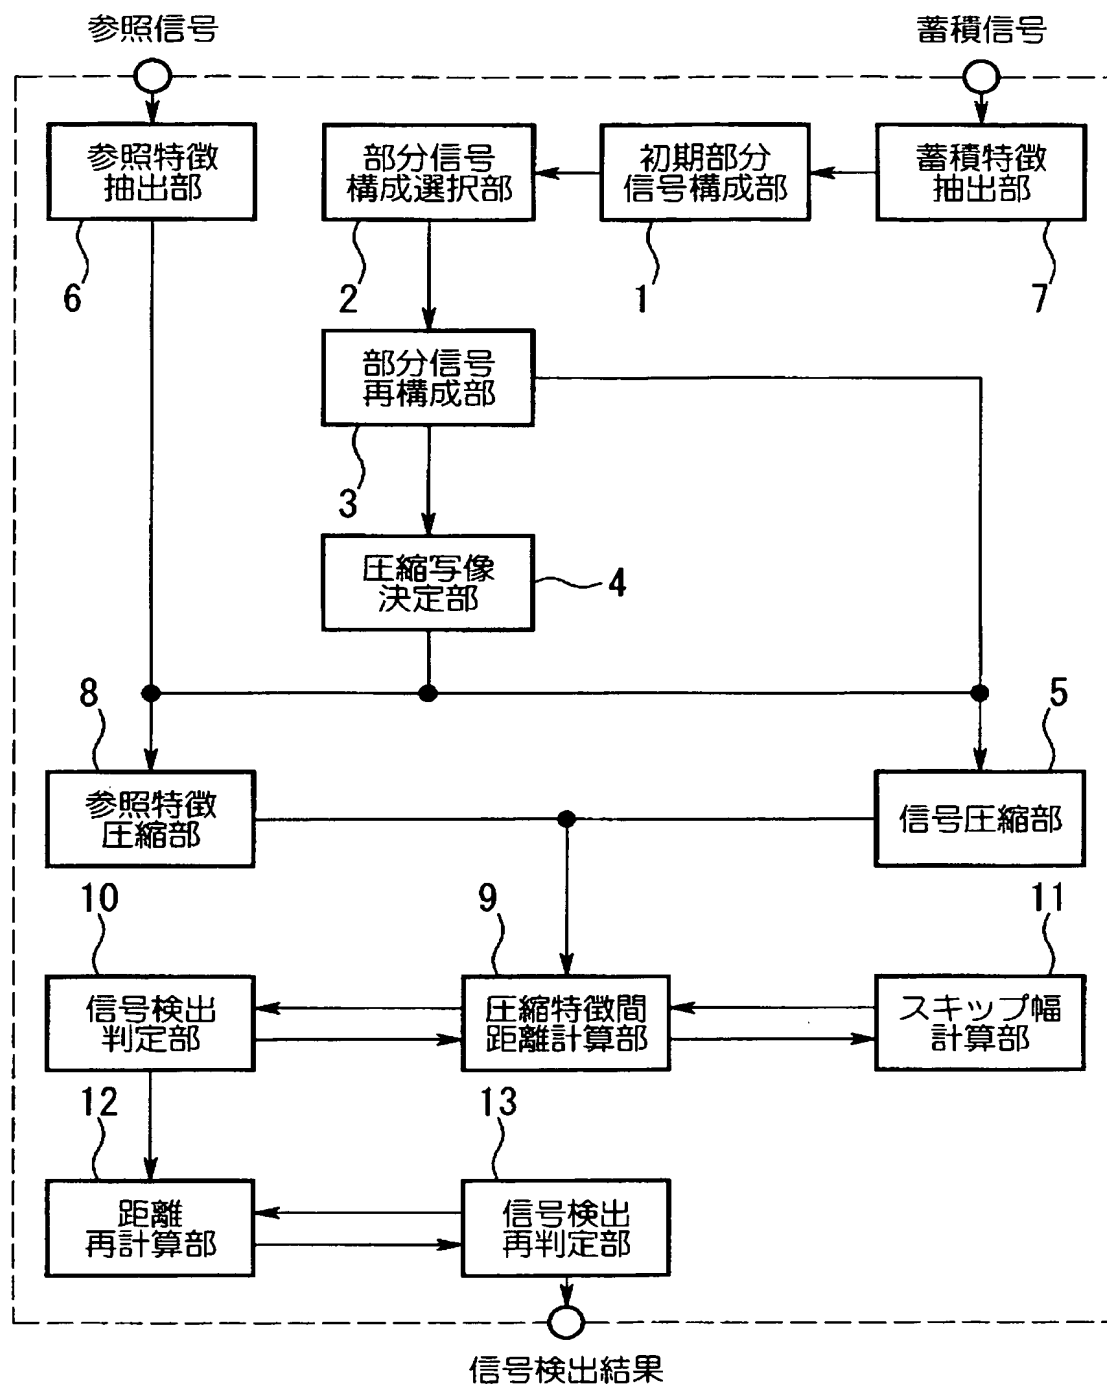 参照信号
蓄積信号
参照特徴
抽出部
部分信号
構成選択部
初期部分
信号構成部
蓄積特徴
抽出部
6
2
1
7
部分信号
再構成部
3
圧縮写像
決定部
4
8
5
参照特徴
圧縮部
信号圧縮部
10
9
11
信号検出
判定部
圧縮特徴間
距離計算部
スキップ幅
計算部
12
13
距離
再計算部
信号検出
再判定部
信号検出結果